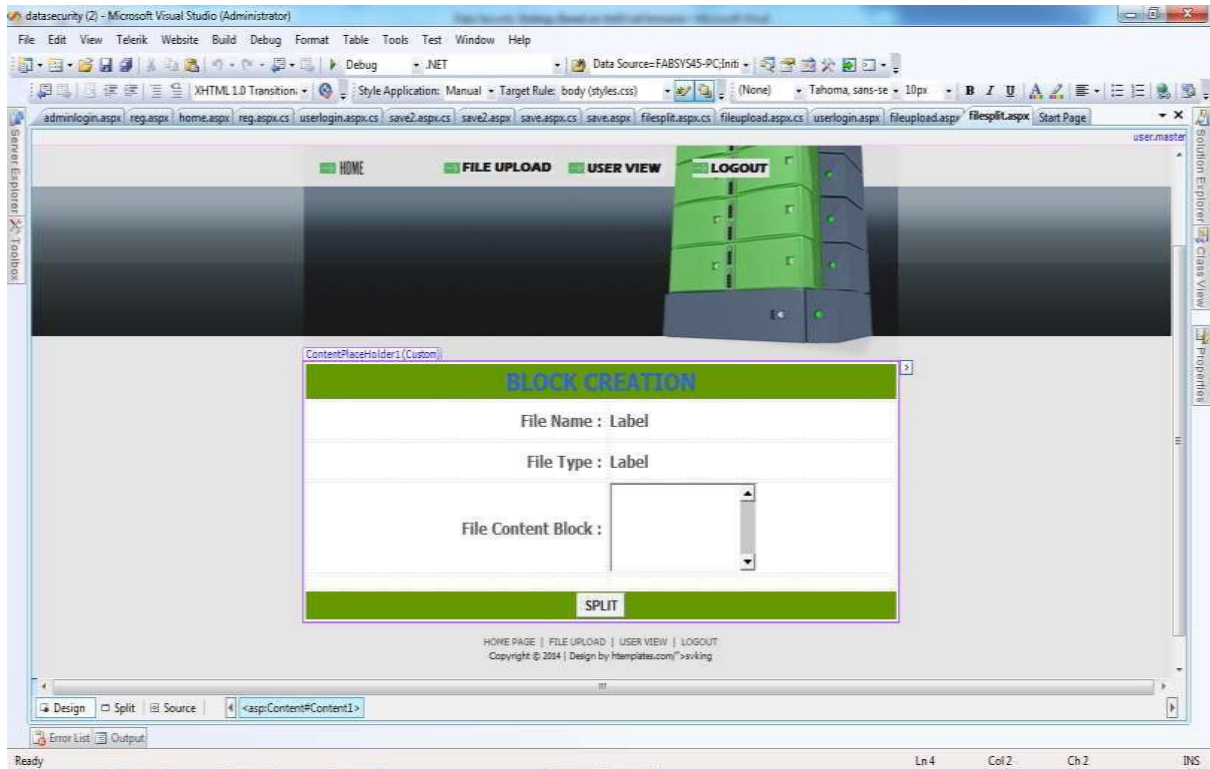 datasecurity (2) - Microsoft Visual Studio (Administrator)
File Edit View Telerik Website Build Debug Format Table Tools Test Window Help
Debug .NET Data Source=FABSYS45-PC;Initi
XHTML 1.0 Transition Style Application: Manual Target Rule: body (styles.css) (None) Tahoma, sans-se 10px B I U A
adminlogin.aspx reg.aspx home.aspx reg.aspx.cs userlogin.aspx.cs save2.aspx.cs save2.aspx save.aspx.cs save.aspx filesplit.aspx.cs fileupload.aspx.cs userlogin.aspx fileupload.aspx filesplit.aspx Start Page
user.master
Server Explorer
Toolbox
Solution Explorer
Class View
Properties
HOME FILE UPLOAD USER VIEW LOGOUT
ContentPlaceHolder1 (Custom)
BLOCK CREATION
File Name : Label
File Type : Label
File Content Block :
SPLIT
HOME PAGE | FILE UPLOAD | USER VIEW | LOGOUT
Copyright © 2014 | Design by htemplates.com/">svking
Design Split Source <asp:Content#Content1>
Error List Output
Ready Ln 4 Col 2 Ch 2 INS